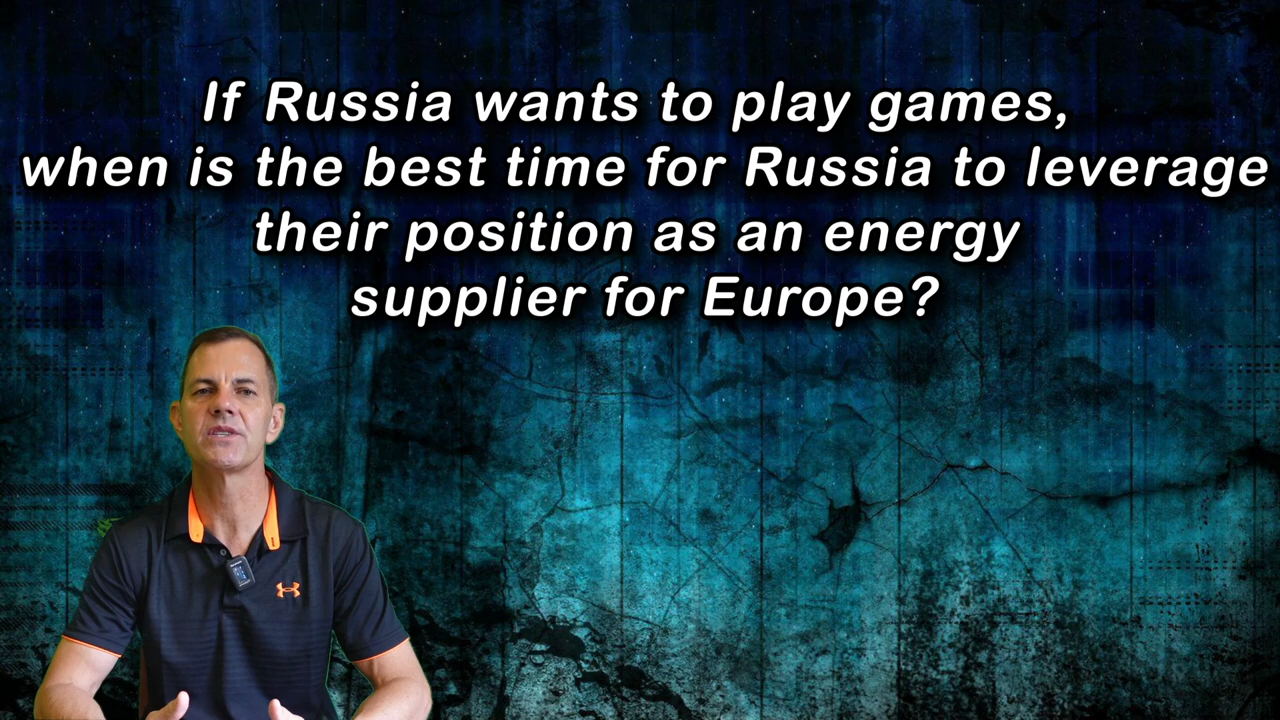 If Russia wants to play games,
when is the best time for Russia to leverage
their position as an energy
supplier for Europe?